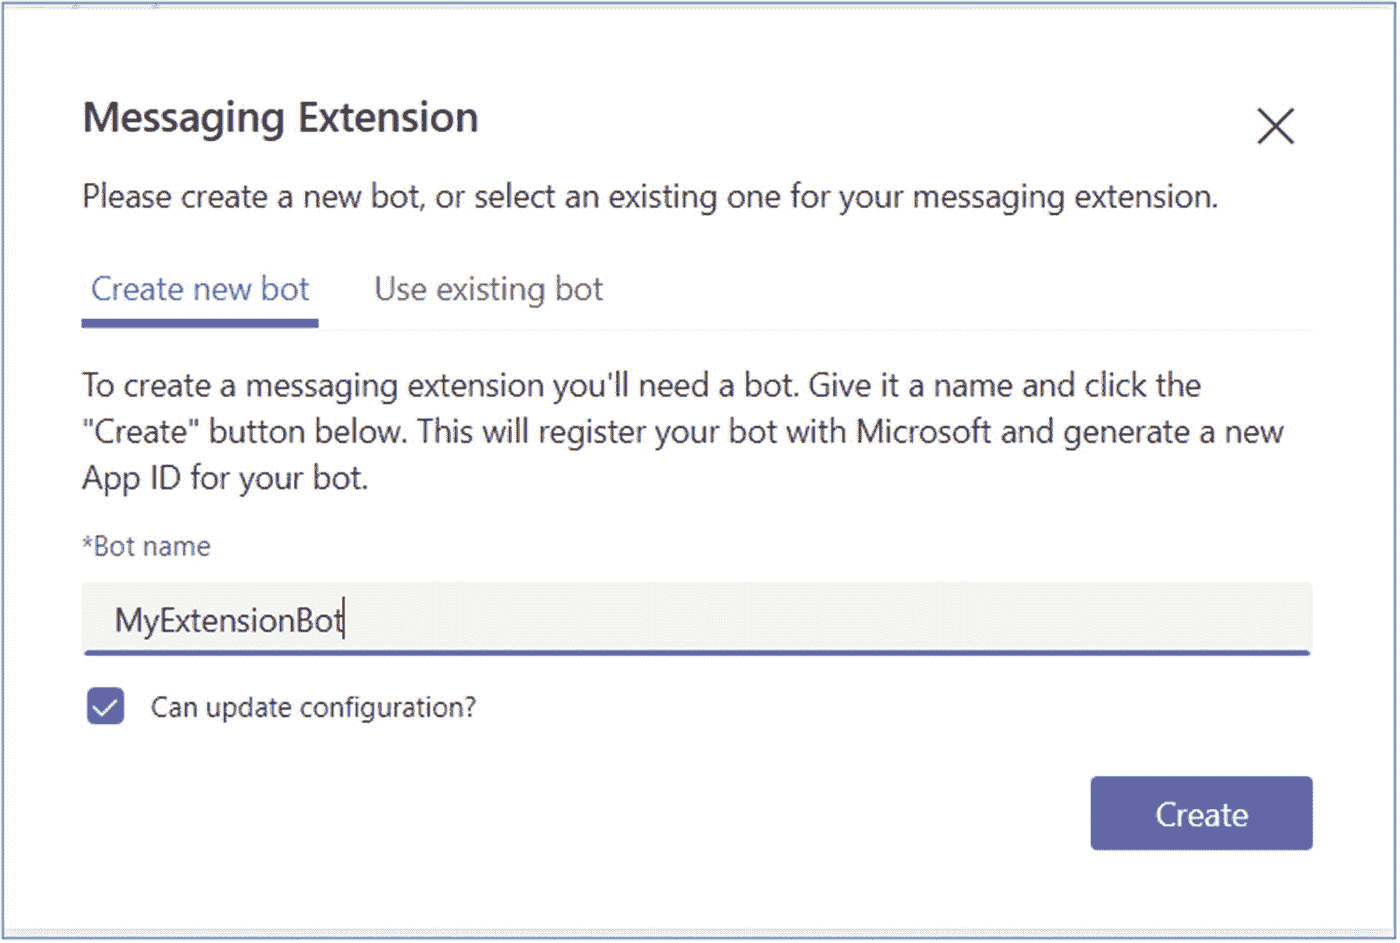 Messaging Extension
Please create a new bot, or select an existing one for your messaging extension.
Create new bot Use existing bot
To create a messaging extension you'll need a bot. Give it a name and click the
"Create" button below. This will register your bot with Microsoft and generate a new
App ID for your bot.
*Bot name
MyExtensionBot
Can update configuration?
Create